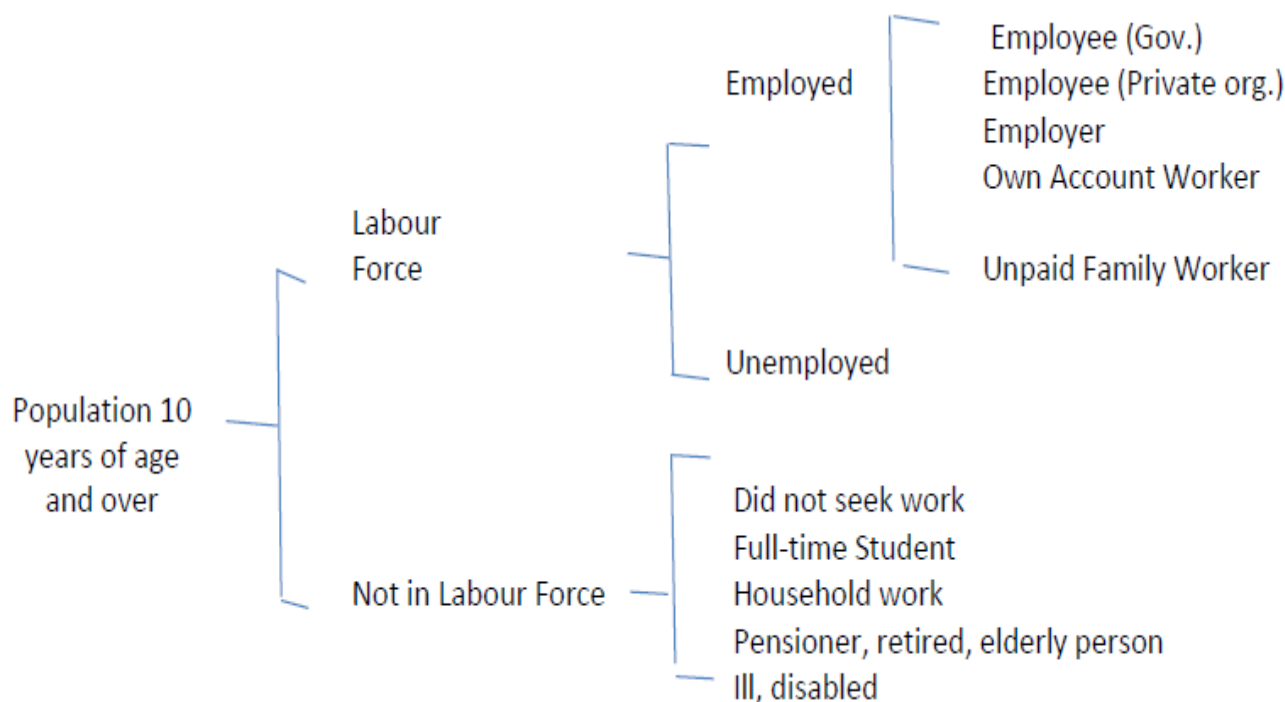 Employee (Gov.)
Employed
Employee (Private org.)
Employer
Own Account Worker
Labour
Force
Unpaid Family Worker
Unemployed
Population 10
years of age
and over
Did not seek work
Full-time Student
Not in Labour Force
Household work
Pensioner, retired, elderly person
Ill, disabled